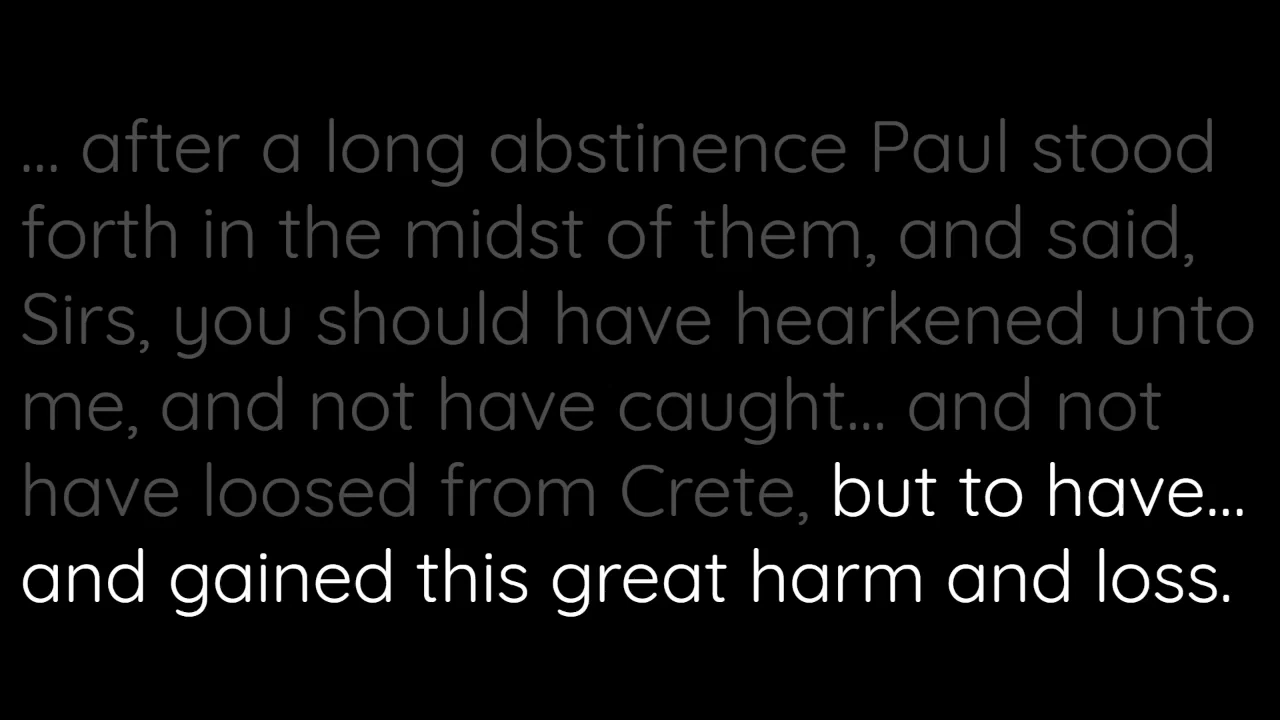 ... after a long abstinence Paul stood
forth in the midst of them, and said,
Sirs, you should have hearkened unto
me, and not have caught... and not
have loosed from Crete, but to have...
and gained this great harm and loss.